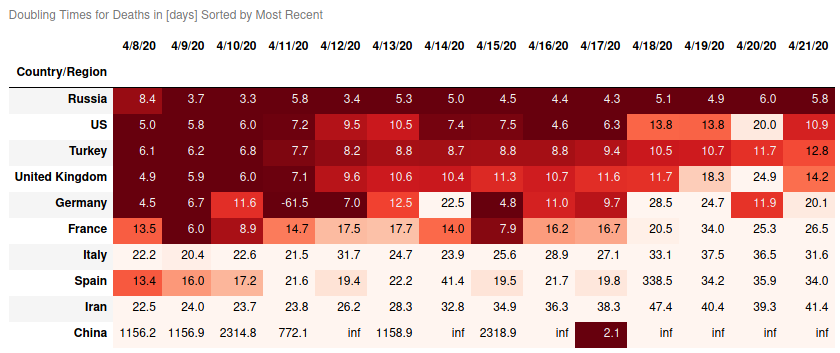 Doubling Times for Deaths in [days] Sorted by Most Recent
4/8/20 4/9/20 4/10/20 4/11/20 4/12/20 4/13/20 4/14/20 4/15/20 4/16/20 4/17/20 4/18/20 4/19/20 4/20/20 4/21/20
Country/Region
Russia 8.4 3.7 3.3 5.8 3.4 5.3 5.0 4.5 4.4 4.3 5.1 4.9 6.0 5.8
US 5.0 5.8 6.0 7.2 9.5 10.5 7.4 7.5 4.6 6.3 13.8 13.8 20.0 10.9
Turkey 6.1 6.2 6.8 7.7 8.2 8.8 8.7 8.8 8.8 9.4 10.5 10.7 11.7 12.8
United Kingdom 4.9 5.9 6.0 7.1 9.6 10.6 10.4 11.3 10.7 11.6 11.7 18.3 24.9 14.2
Germany 4.5 6.7 11.6 -61.5 7.0 12.5 22.5 4.8 11.0 9.7 28.5 24.7 11.9 20.1
France 13.5 6.0 8.9 14.7 17.5 17.7 14.0 7.9 16.2 16.7 20.5 34.0 25.3 26.5
Italy 22.2 20.4 22.6 21.5 31.7 24.7 23.9 25.6 28.9 27.1 33.1 37.5 36.5 31.6
Spain 13.4 16.0 17.2 21.6 19.4 22.2 41.4 19.5 21.7 19.8 338.5 34.2 35.9 34.0
Iran 22.5 24.0 23.7 23.8 26.2 28.3 32.8 34.9 36.3 38.3 47.4 40.4 39.3 41.4
China 1156.2 1156.9 2314.8 772.1 inf 1158.9 inf 2318.9 inf 2.1 inf inf inf inf